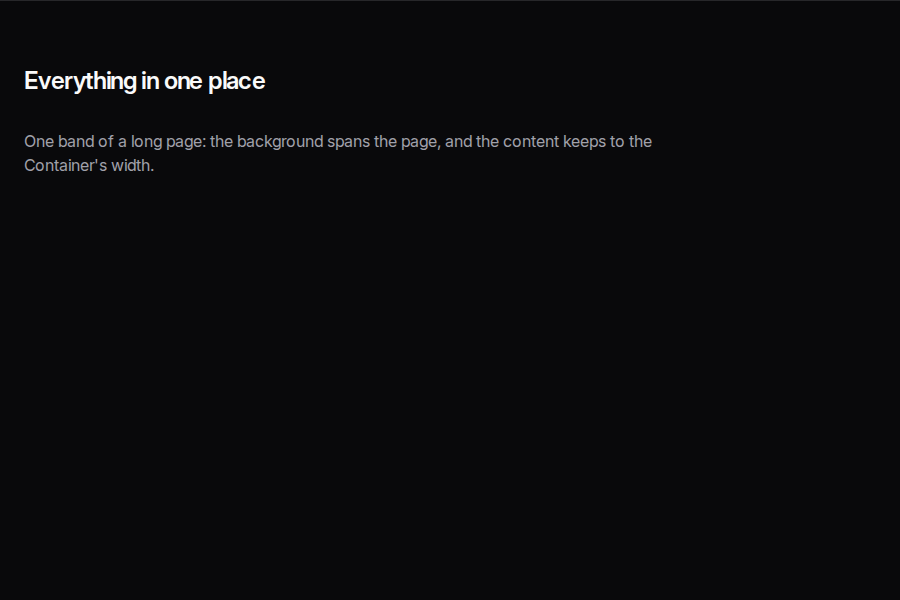 Everything in one place
One band of a long page: the background spans the page, and the content keeps to the
Container's width.